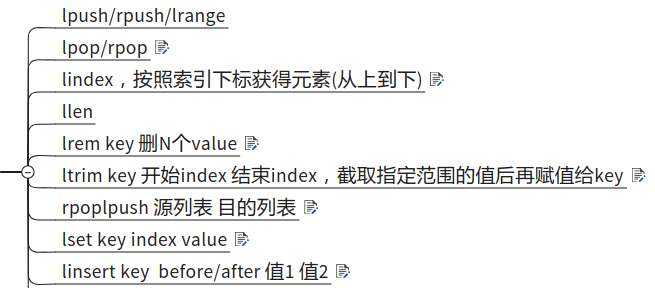 lpush/rpush/lrange
lpop/rpop
lindex，按照索引下标获得元素(从上到下)
llen
lrem key 删N个value
ltrim key 开始index 结束index，截取指定范围的值后再赋值给key
rpoplpush 源列表 目的列表
lset key index value
linsert key  before/after 值1 值2